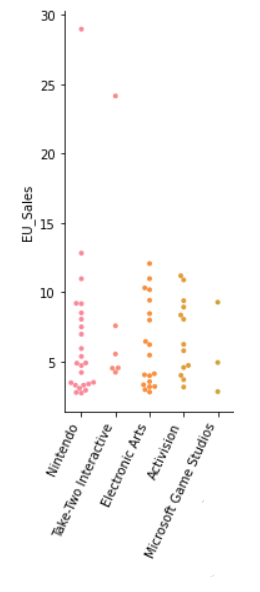 30
25
20
15
10
5
EU_Sales
Nintendo
Take-Two Interactive
Electronic Arts
Activision
Microsoft Game Studios